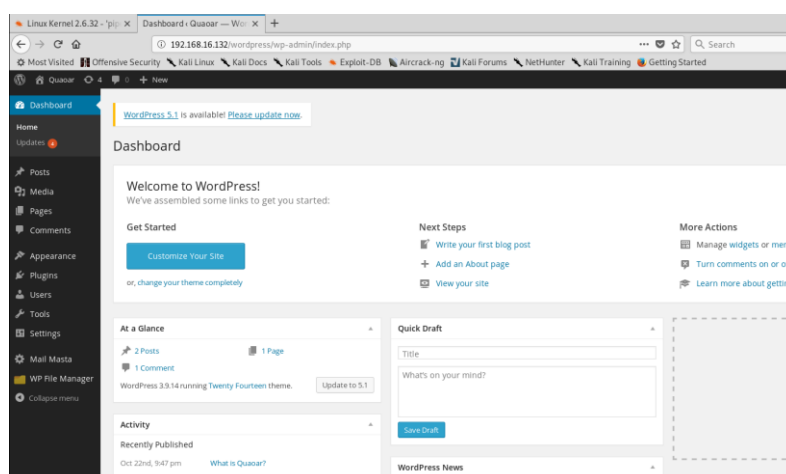 Linux Kernel 2.6.32 - 'pip
Dashboard ‹ Quaoar — Wor
192.168.16.132/wordpress/wp-admin/index.php
Search
Most Visited Offensive Security Kali Linux Kali Docs Kali Tools Exploit-DB Aircrack-ng Kali Forums NetHunter Kali Training Getting Started
Quaoar 4 0 + New
Dashboard
Home
Updates 4
Posts
Media
Pages
Comments
Appearance
Plugins
Users
Tools
Settings
Mail Masta
WP File Manager
Collapse menu
WordPress 5.1 is available! Please update now.
Dashboard
Welcome to WordPress!
We've assembled some links to get you started:
Get Started
Customize Your Site
or, change your theme completely
Next Steps
Write your first blog post
Add an About page
View your site
More Actions
Manage widgets or mer
Turn comments on or o
Learn more about getti
At a Glance
2 Posts 1 Page
1 Comment
WordPress 3.9.14 running Twenty Fourteen theme. Update to 5.1
Activity
Recently Published
Oct 22nd, 9:47 pm What is Quaoar?
Quick Draft
Title
What's on your mind?
Save Draft
WordPress News